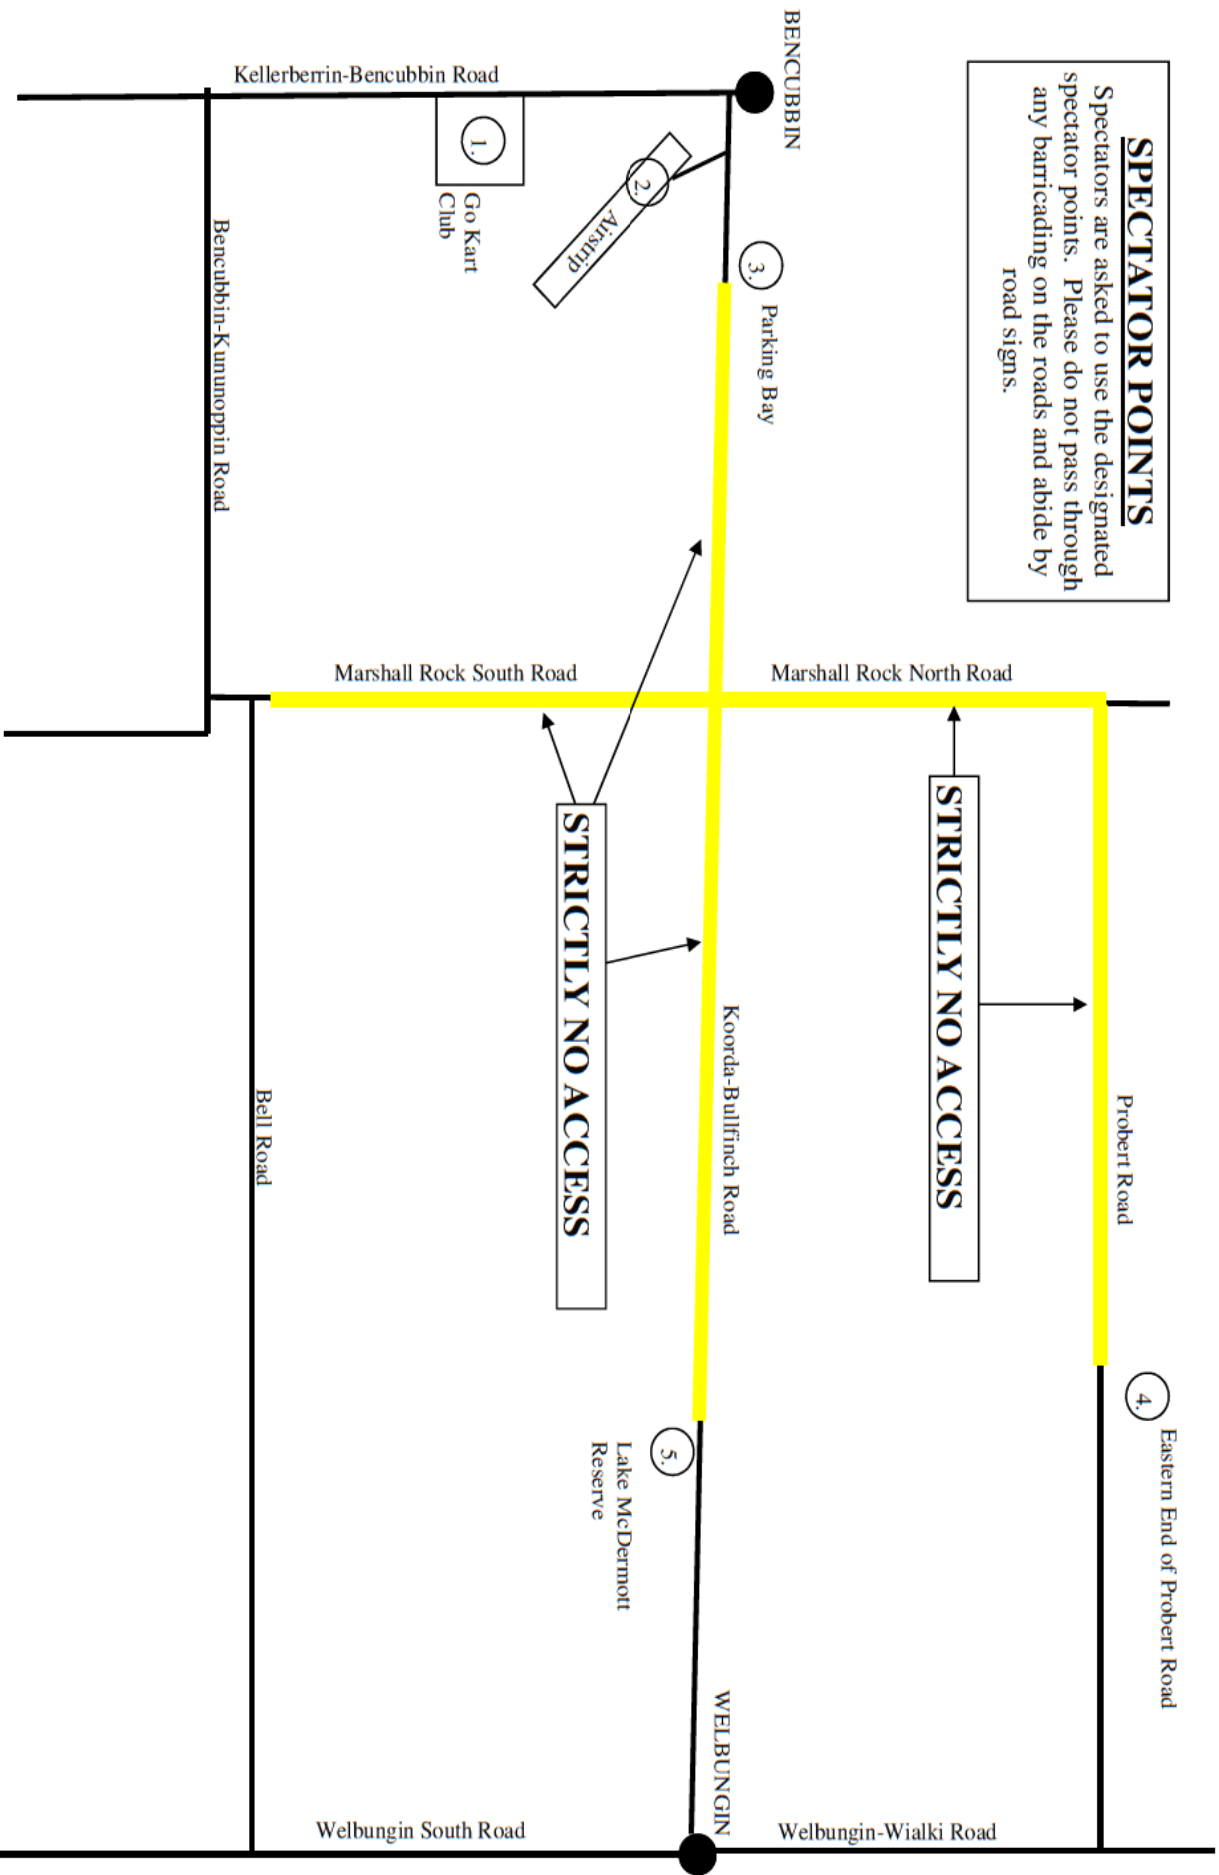 SPECTATOR POINTS
Spectators are asked to use the designated
spectator points. Please do not pass through
any barricading on the roads and abide by
road signs.
BENCUBBIN
Kellerberrin-Bencubbin Road
1.
Go Kart
Club
2.
Airstrip
3.
Parking Bay
Bencubbin-Kununoppin Road
Marshall Rock South Road
Marshall Rock North Road
STRICTLY NO ACCESS
STRICTLY NO ACCESS
Probert Road
Koorda-Bullfinch Road
Bell Road
4.
Eastern End of Probert Road
5.
Lake McDermott
Reserve
WELBUNGIN
Welbungin South Road
Welbungin-Wialki Road